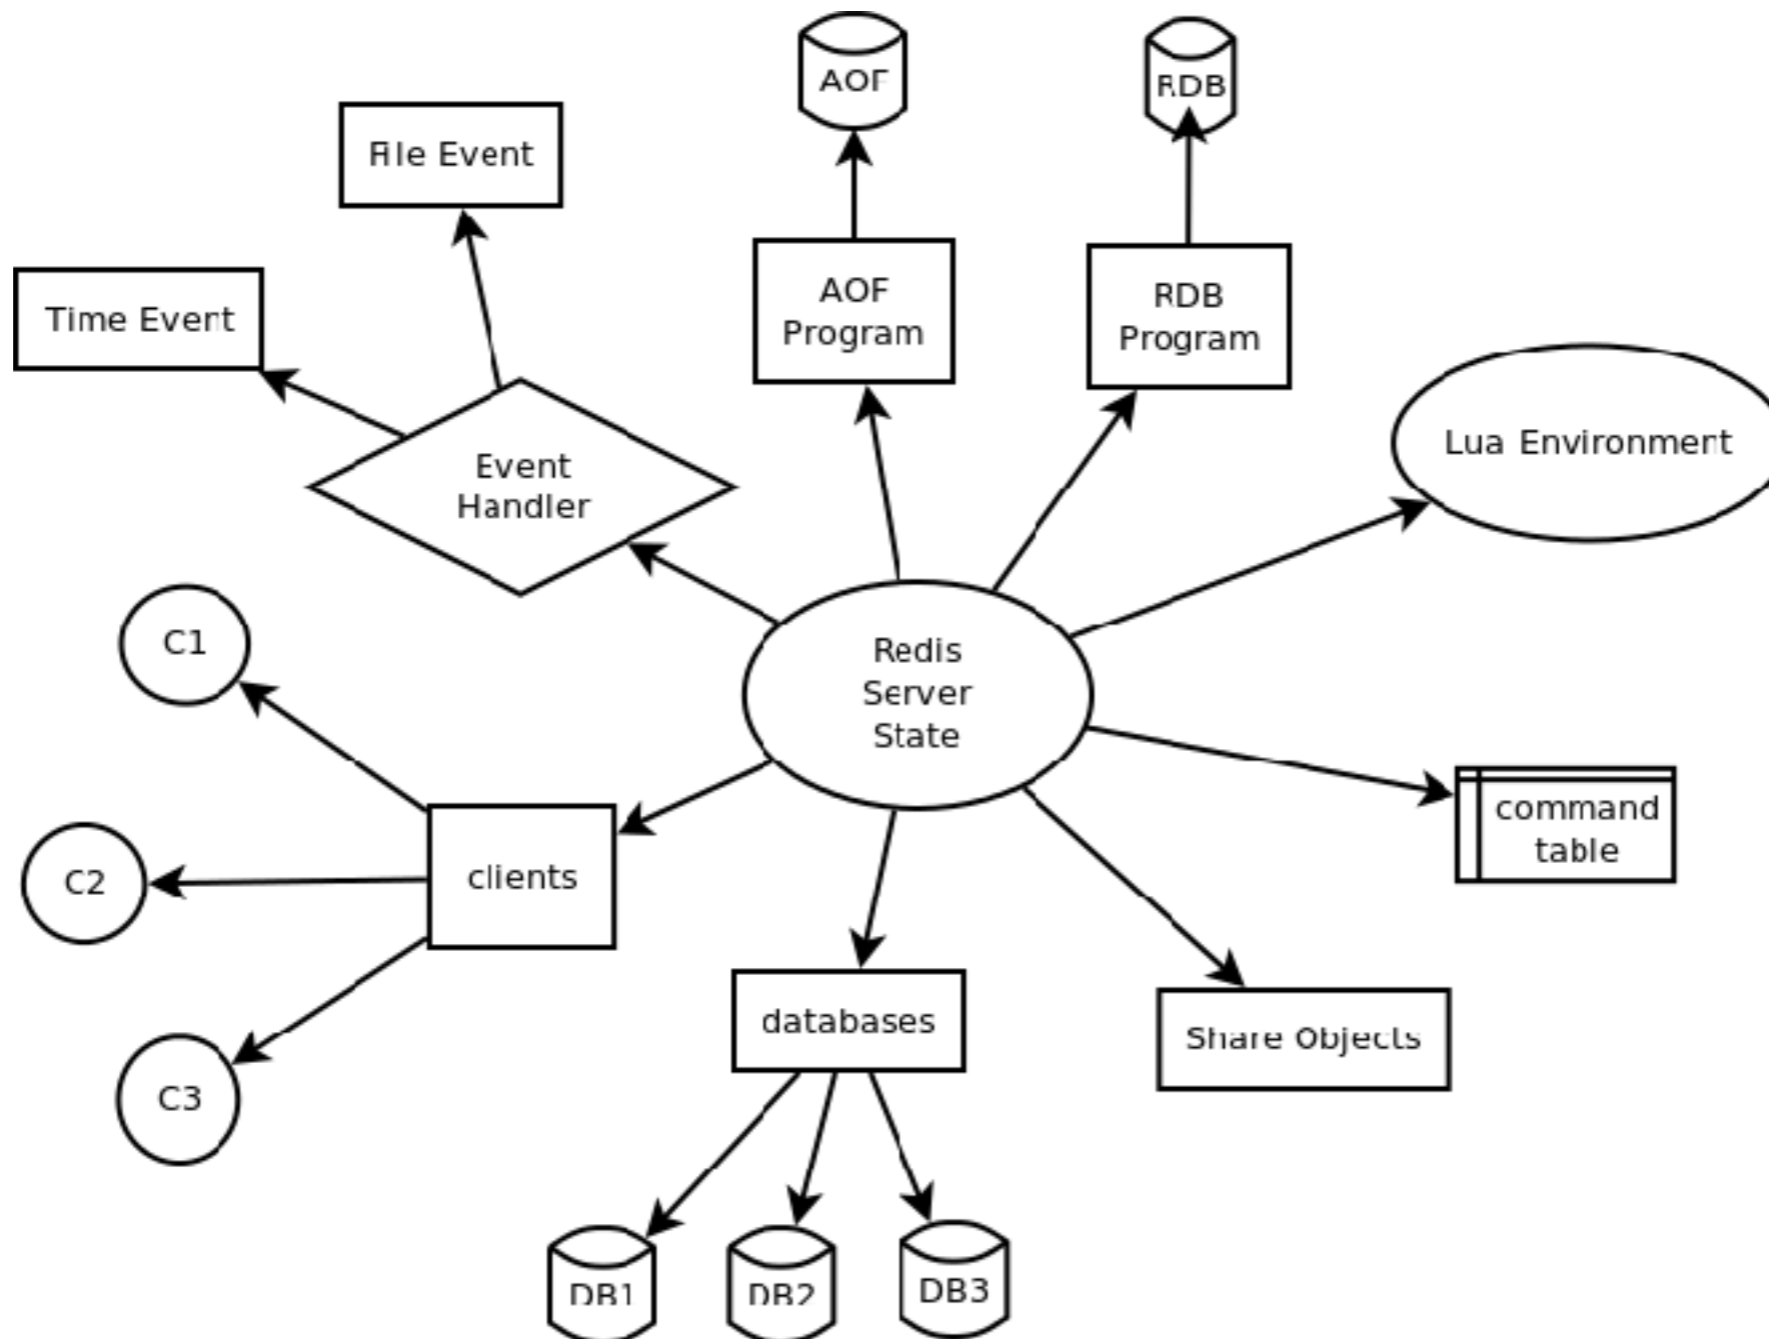 AOF
RDB
File Event
AOF
Program
RDB
Program
Time Event
Lua Environment
Event
Handler
C1
Redis
Server
State
command
table
C2
clients
databases
Share Objects
C3
DB1
DB2
DB3